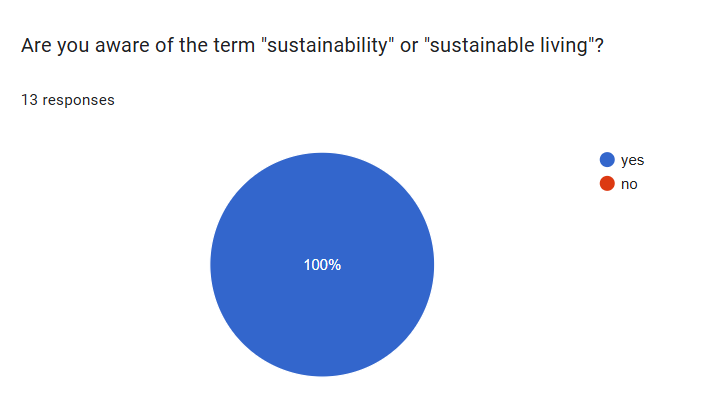 Are you aware of the term "sustainability" or "sustainable living"?
13 responses
yes
no
100%